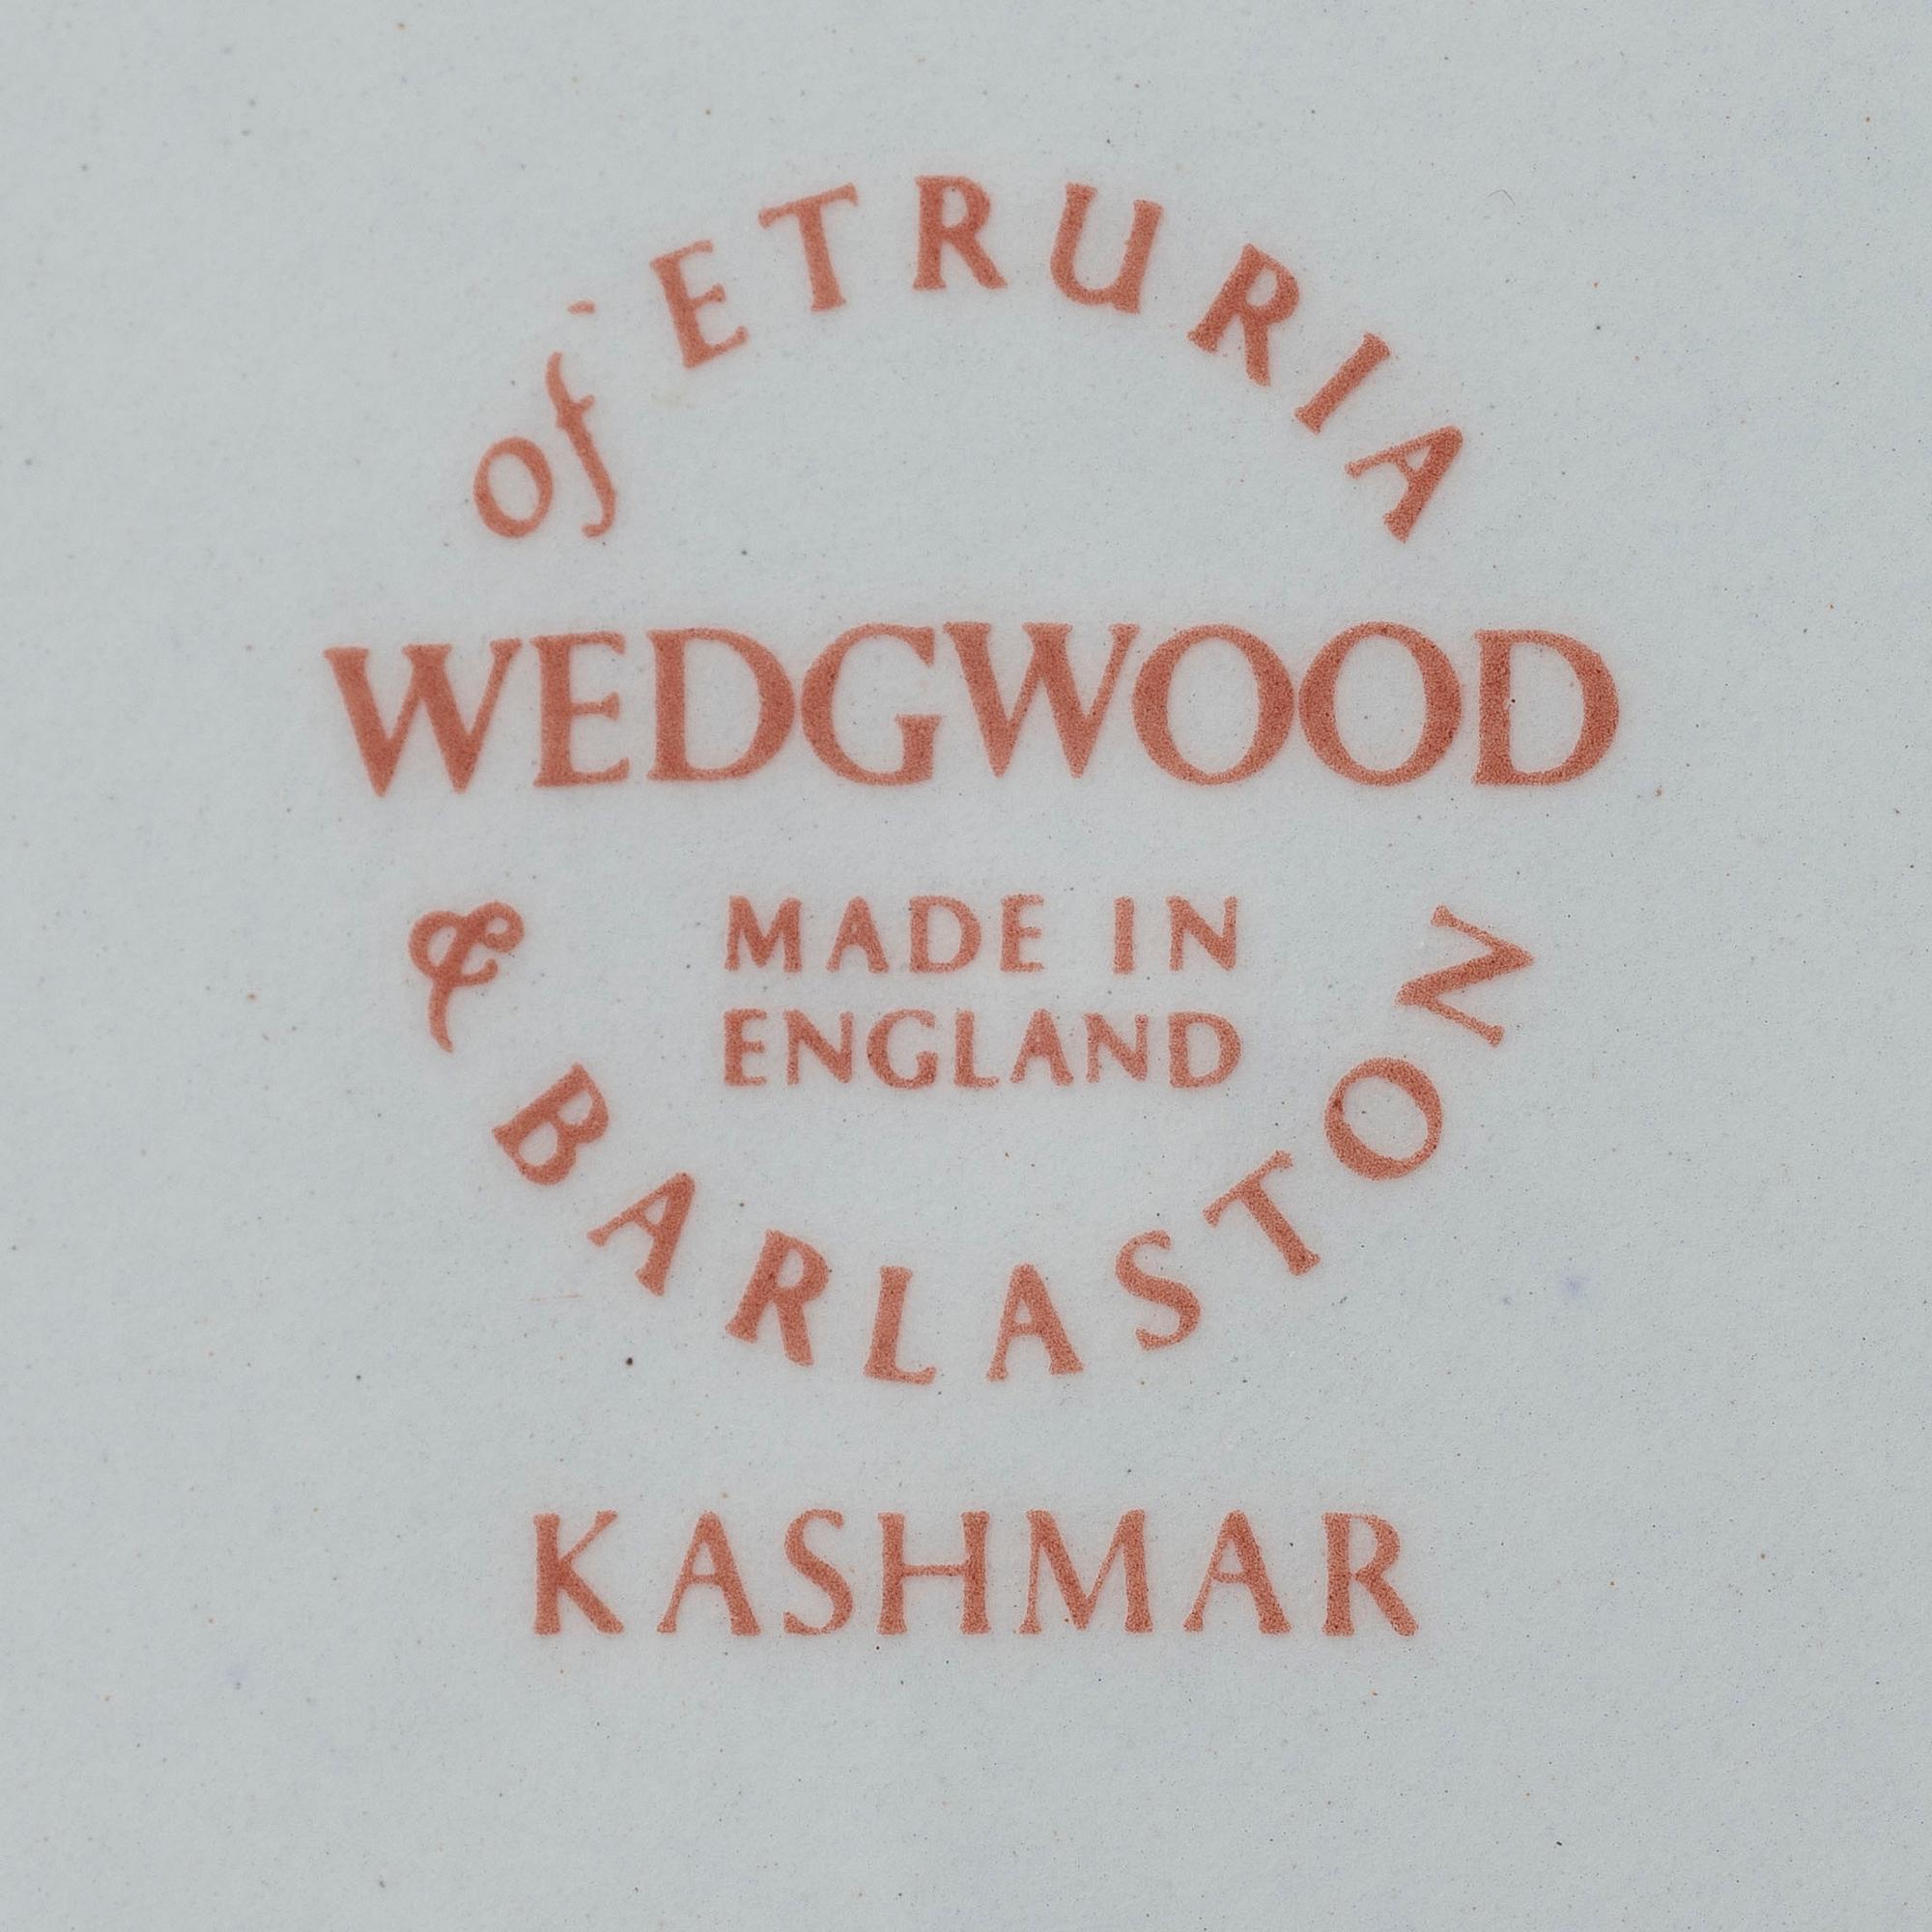 of ETRURIA
WEDGWOOD
MADE IN
ENGLAND
& BARLASTON
KASHMAR